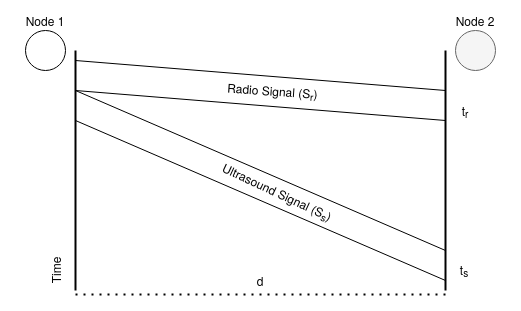 Node 1
Node 2
Radio Signal (Sr)
tr
Ultrasound Signal (Ss)
Time
ts
d